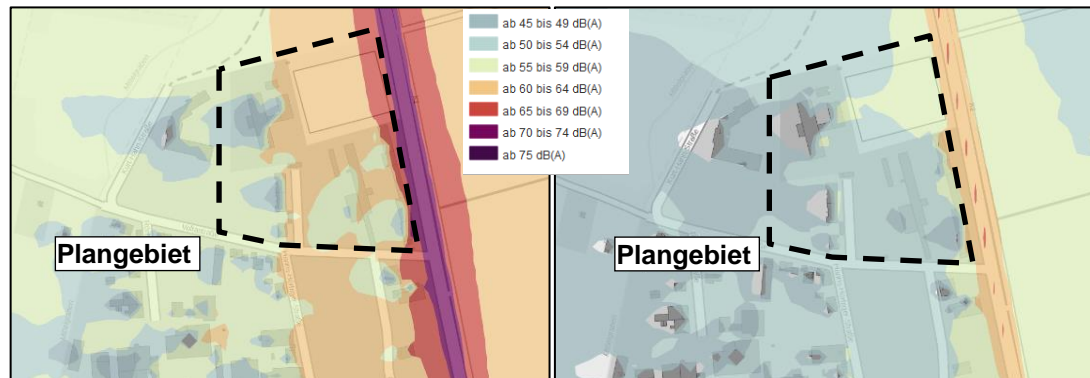 ab 45 bis 49 dB(A)
ab 50 bis 54 dB(A)
ab 55 bis 59 dB(A)
ab 60 bis 64 dB(A)
ab 65 bis 69 dB(A)
ab 70 bis 74 dB(A)
ab 75 dB(A)
Plangebiet
Plangebiet